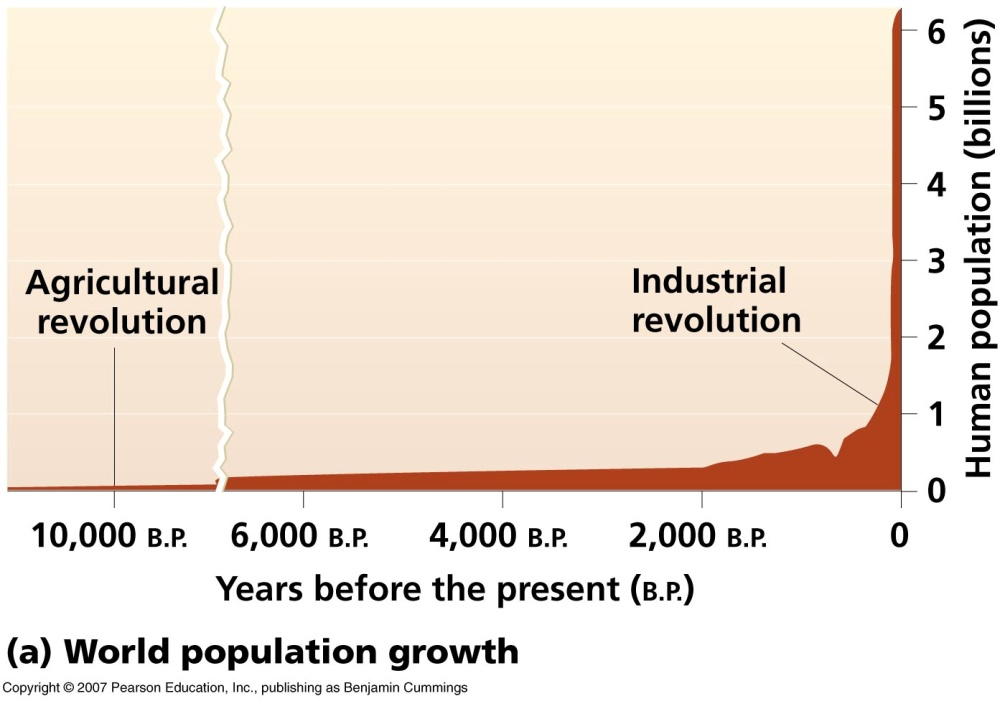 6
5
4
3
2
1
0
Human population (billions)
Agricultural
revolution
Industrial
revolution
10,000 B.P. 6,000 B.P. 4,000 B.P. 2,000 B.P. 0
Years before the present (B.P.)
(a) World population growth
Copyright © 2007 Pearson Education, Inc., publishing as Benjamin Cummings